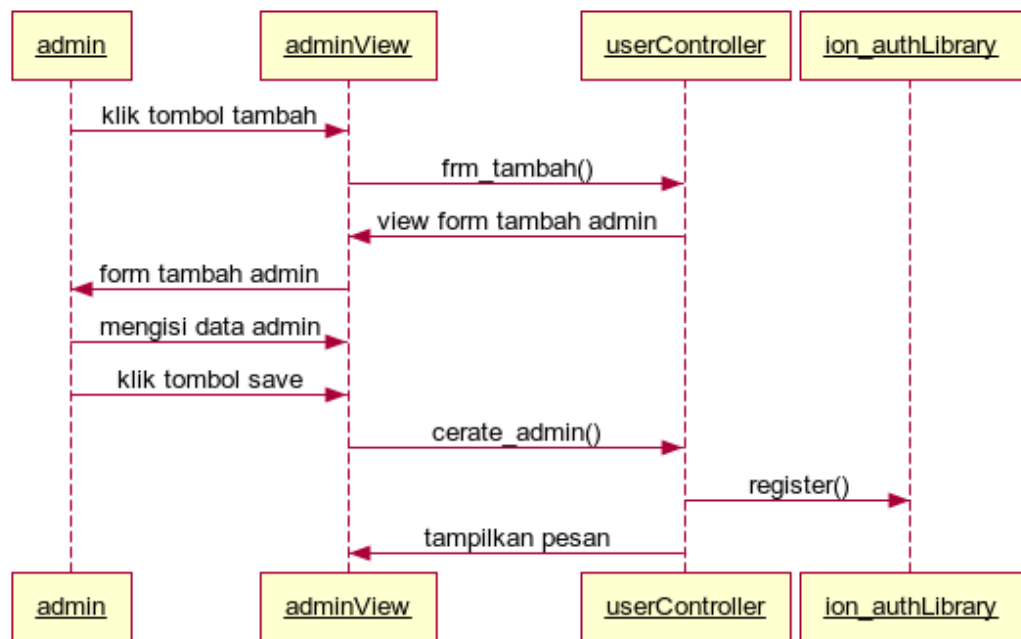 admin
adminView
userController
ion_authLibrary
klik tombol tambah
frm_tambah()
view form tambah admin
form tambah admin
mengisi data admin
klik tombol save
cerate_admin()
register()
tampilkan pesan
admin
adminView
userController
ion_authLibrary